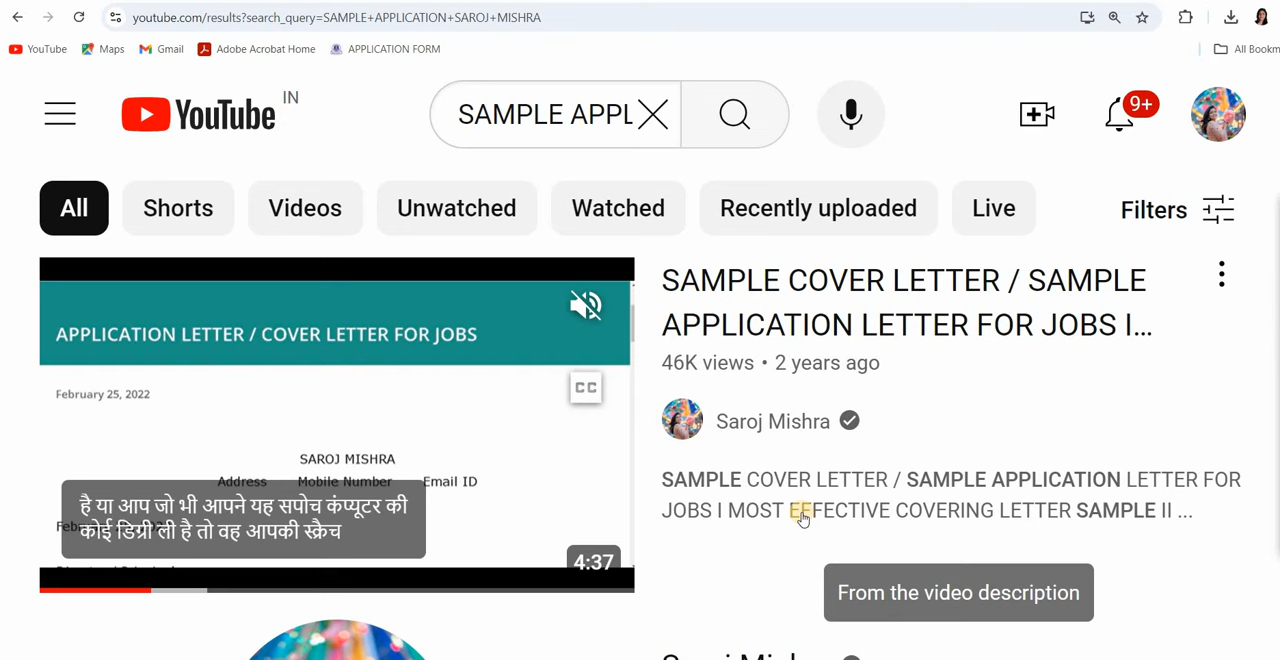 youtube.com/results?search_query=SAMPLE+APPLICATION+SAROJ+MISHRA
YouTube
Maps
Gmail
Adobe Acrobat Home
APPLICATION FORM
All Bookm
YouTube
IN
SAMPLE APPL
9+
All
Shorts
Videos
Unwatched
Watched
Recently uploaded
Live
Filters
APPLICATION LETTER / COVER LETTER FOR JOBS
February 25, 2022
CC
SAROJ MISHRA
Address Mobile Number Email ID
है या आप जो भी आपने यह सपोच कंप्यूटर की
कोई डिग्री ली है तो वह आपकी स्क्रैच
4:37
SAMPLE COVER LETTER / SAMPLE
APPLICATION LETTER FOR JOBS I...
46K views • 2 years ago
Saroj Mishra
SAMPLE COVER LETTER / SAMPLE APPLICATION LETTER FOR
JOBS I MOST EFFECTIVE COVERING LETTER SAMPLE II ...
From the video description